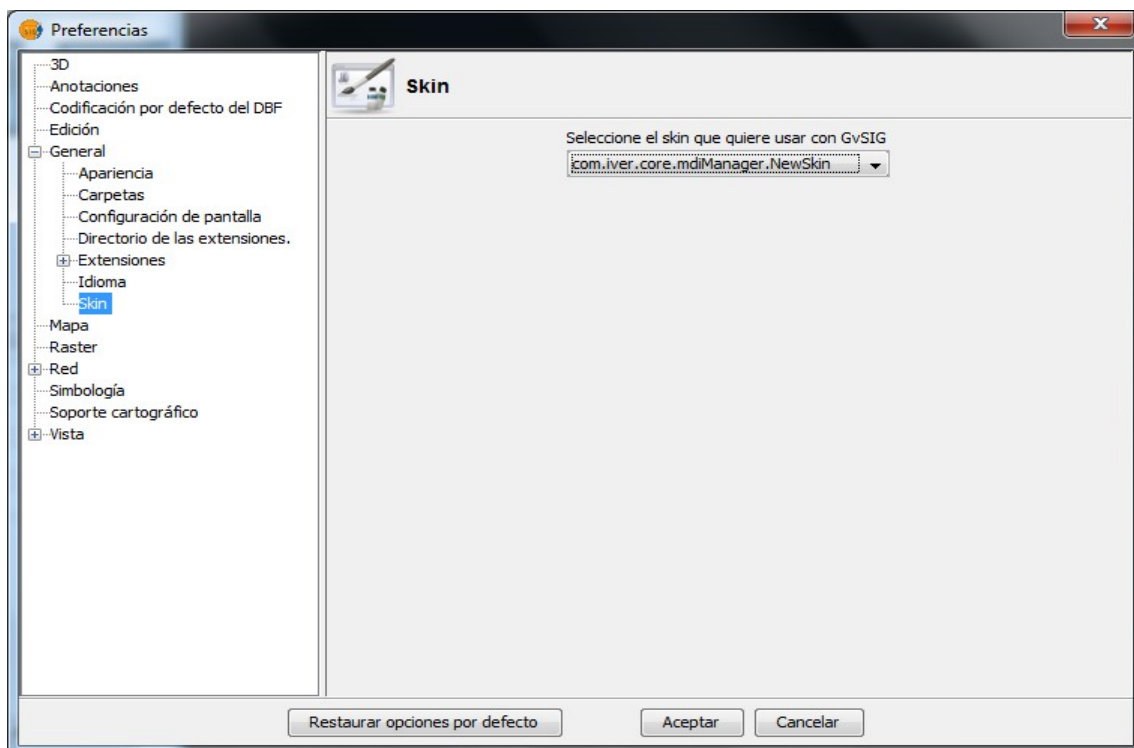 Preferencias
3D
Anotaciones
Codificación por defecto del DBF
Edición
General
Apariencia
Carpetas
Configuración de pantalla
Directorio de las extensiones.
Extensiones
Idioma
Skin
Mapa
Raster
Red
Simbología
Soporte cartográfico
Vista
Skin
Seleccione el skin que quiere usar con GvSIG
com.iver.core.mdiManager.NewSkin
Restaurar opciones por defecto
Aceptar
Cancelar